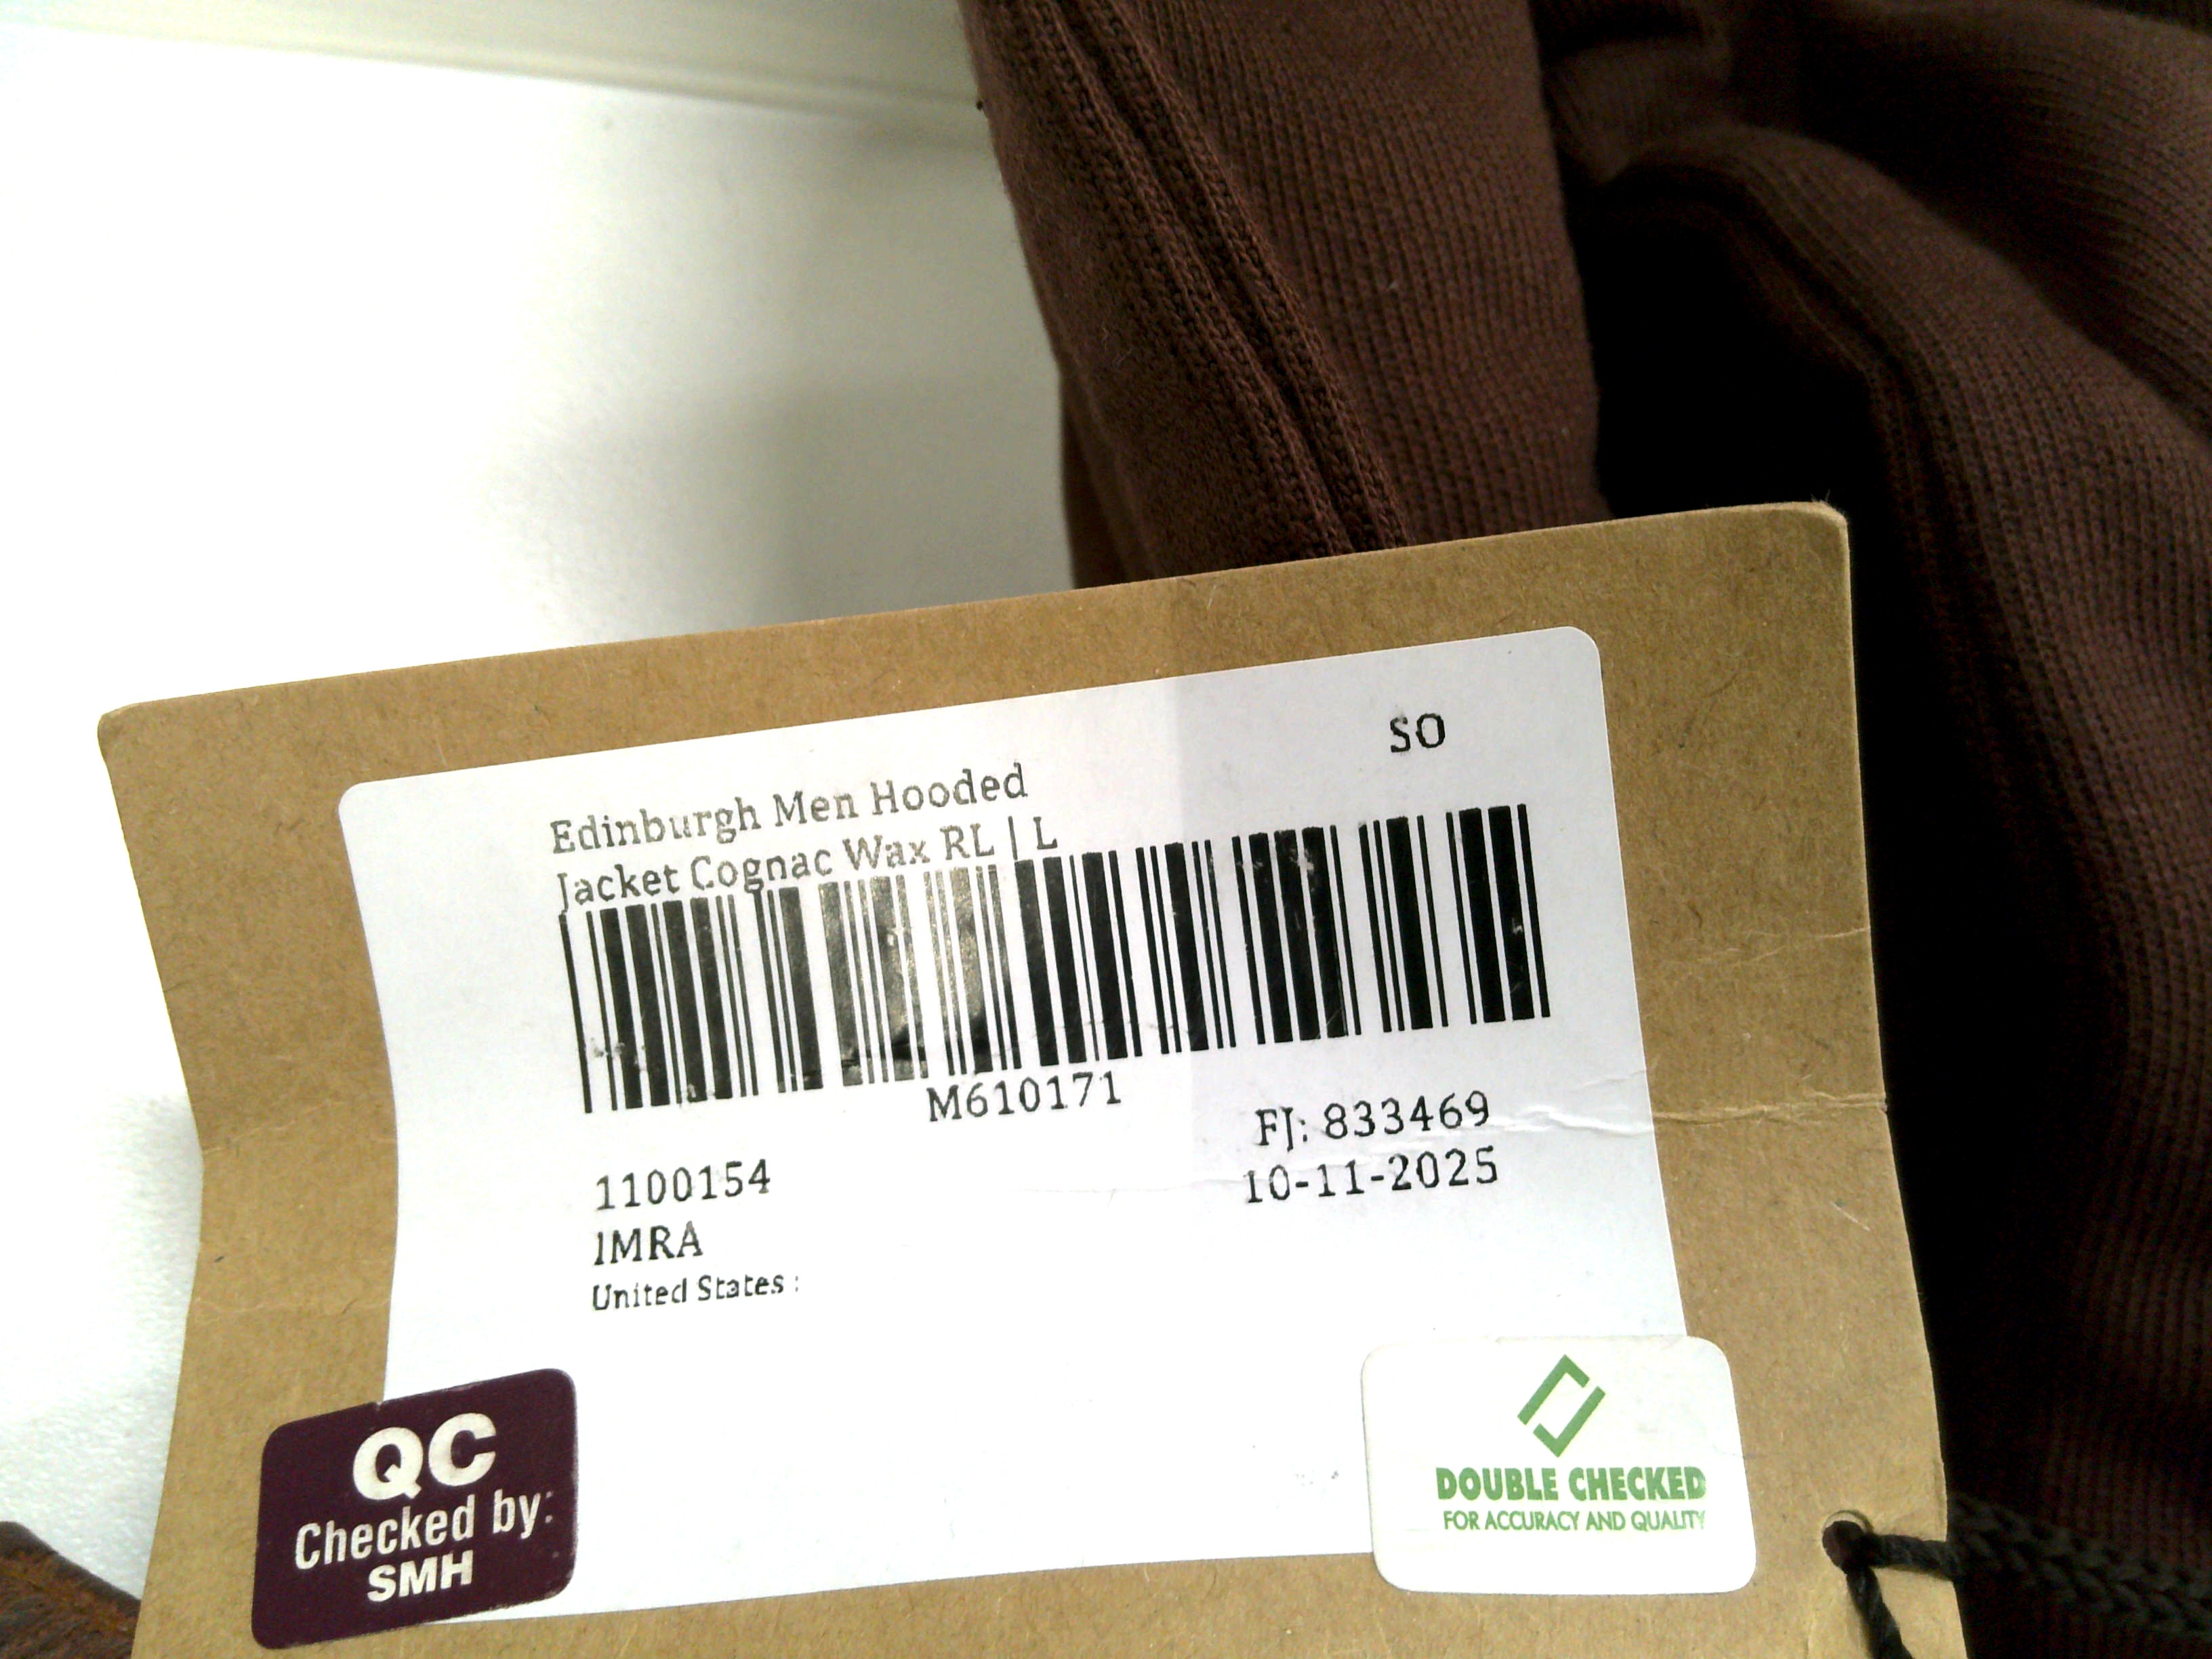 SO
Edinburgh Men Hooded
Jacket Cognac Wax RL | L
M610171
FJ: 833469
10-11-2025
1100154
IMRA
United States :
QC
Checked by:
SMH
DOUBLE CHECKED
FOR ACCURACY AND QUALITY